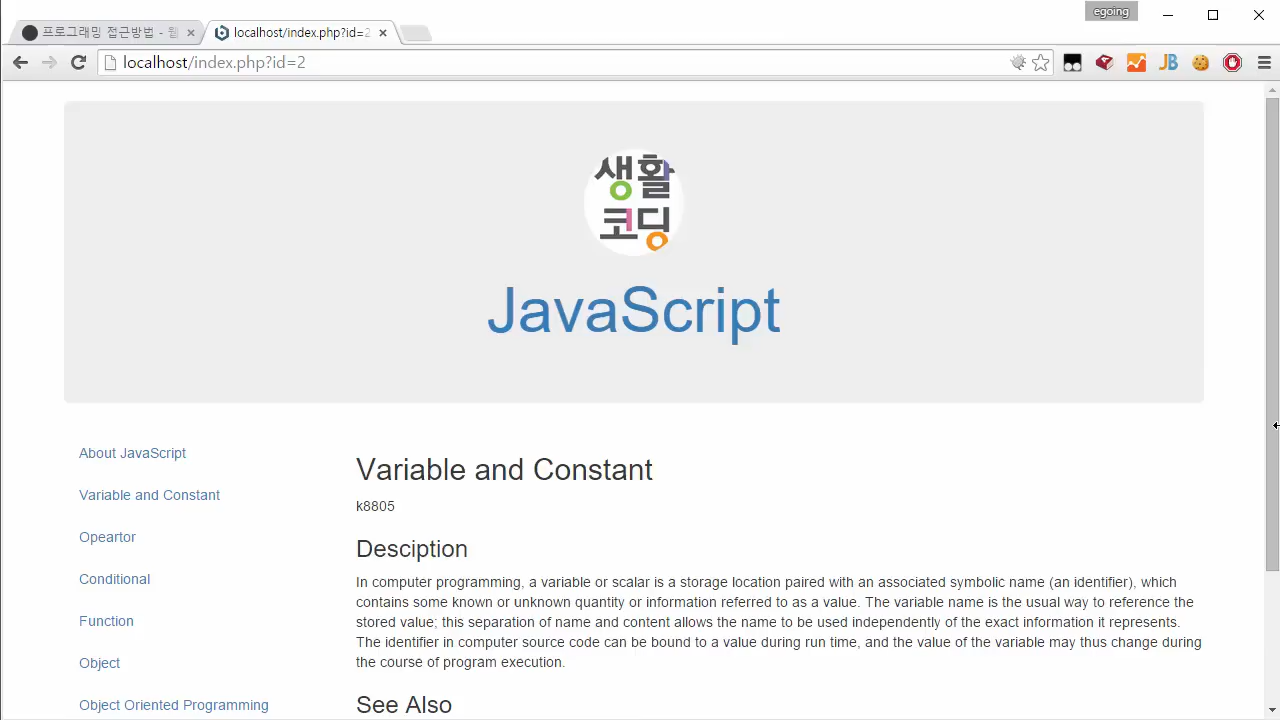 egoing
프로그래밍 접근방법 - 웹
localhost/index.php?id=2
localhost/index.php?id=2
JB
생활
코딩
JavaScript
About JavaScript
Variable and Constant
Opeartor
Conditional
Function
Object
Object Oriented Programming
Variable and Constant
k8805
Desciption
In computer programming, a variable or scalar is a storage location paired with an associated symbolic name (an identifier), which
contains some known or unknown quantity or information referred to as a value. The variable name is the usual way to reference the
stored value; this separation of name and content allows the name to be used independently of the exact information it represents.
The identifier in computer source code can be bound to a value during run time, and the value of the variable may thus change during
the course of program execution.
See Also